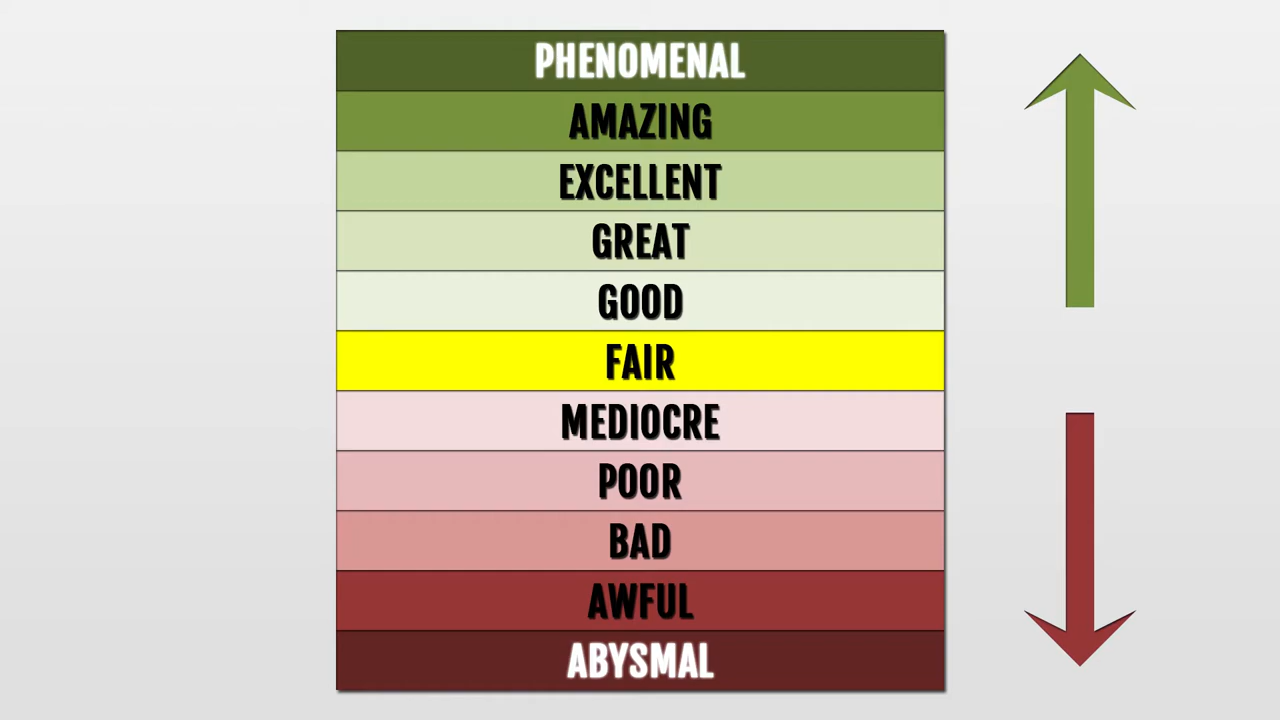 PHENOMENAL
AMAZING
EXCELLENT
GREAT
GOOD
FAIR
MEDIOCRE
POOR
BAD
AWFUL
ABYSMAL